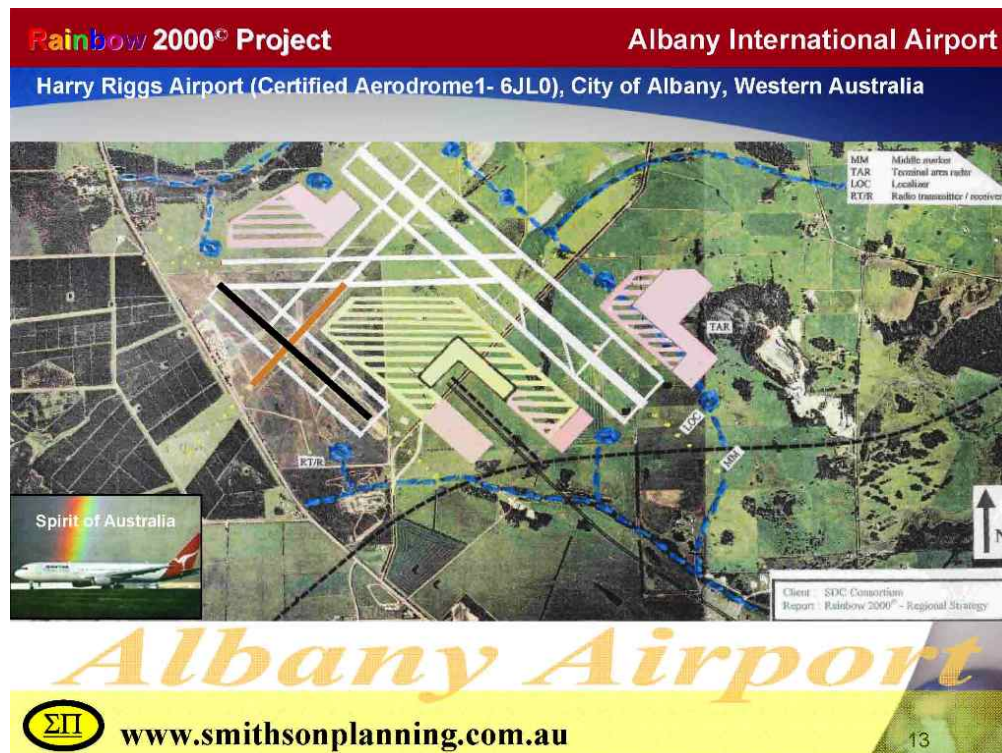 Rainbow 2000© Project
Albany International Airport
Harry Riggs Airport (Certified Aerodrome1- 6JL0), City of Albany, Western Australia
MM Middle marker
TAR Terminal area radar
LOC Localizer
RT/R Radio transmitter / receiver
TAR
LOC
MM
RT/R
Spirit of Australia
N
Client : SDC Consortium
Report : Rainbow 2000© - Regional Strategy
Albany Airport
ΣΠ
www.smithsonplanning.com.au
13